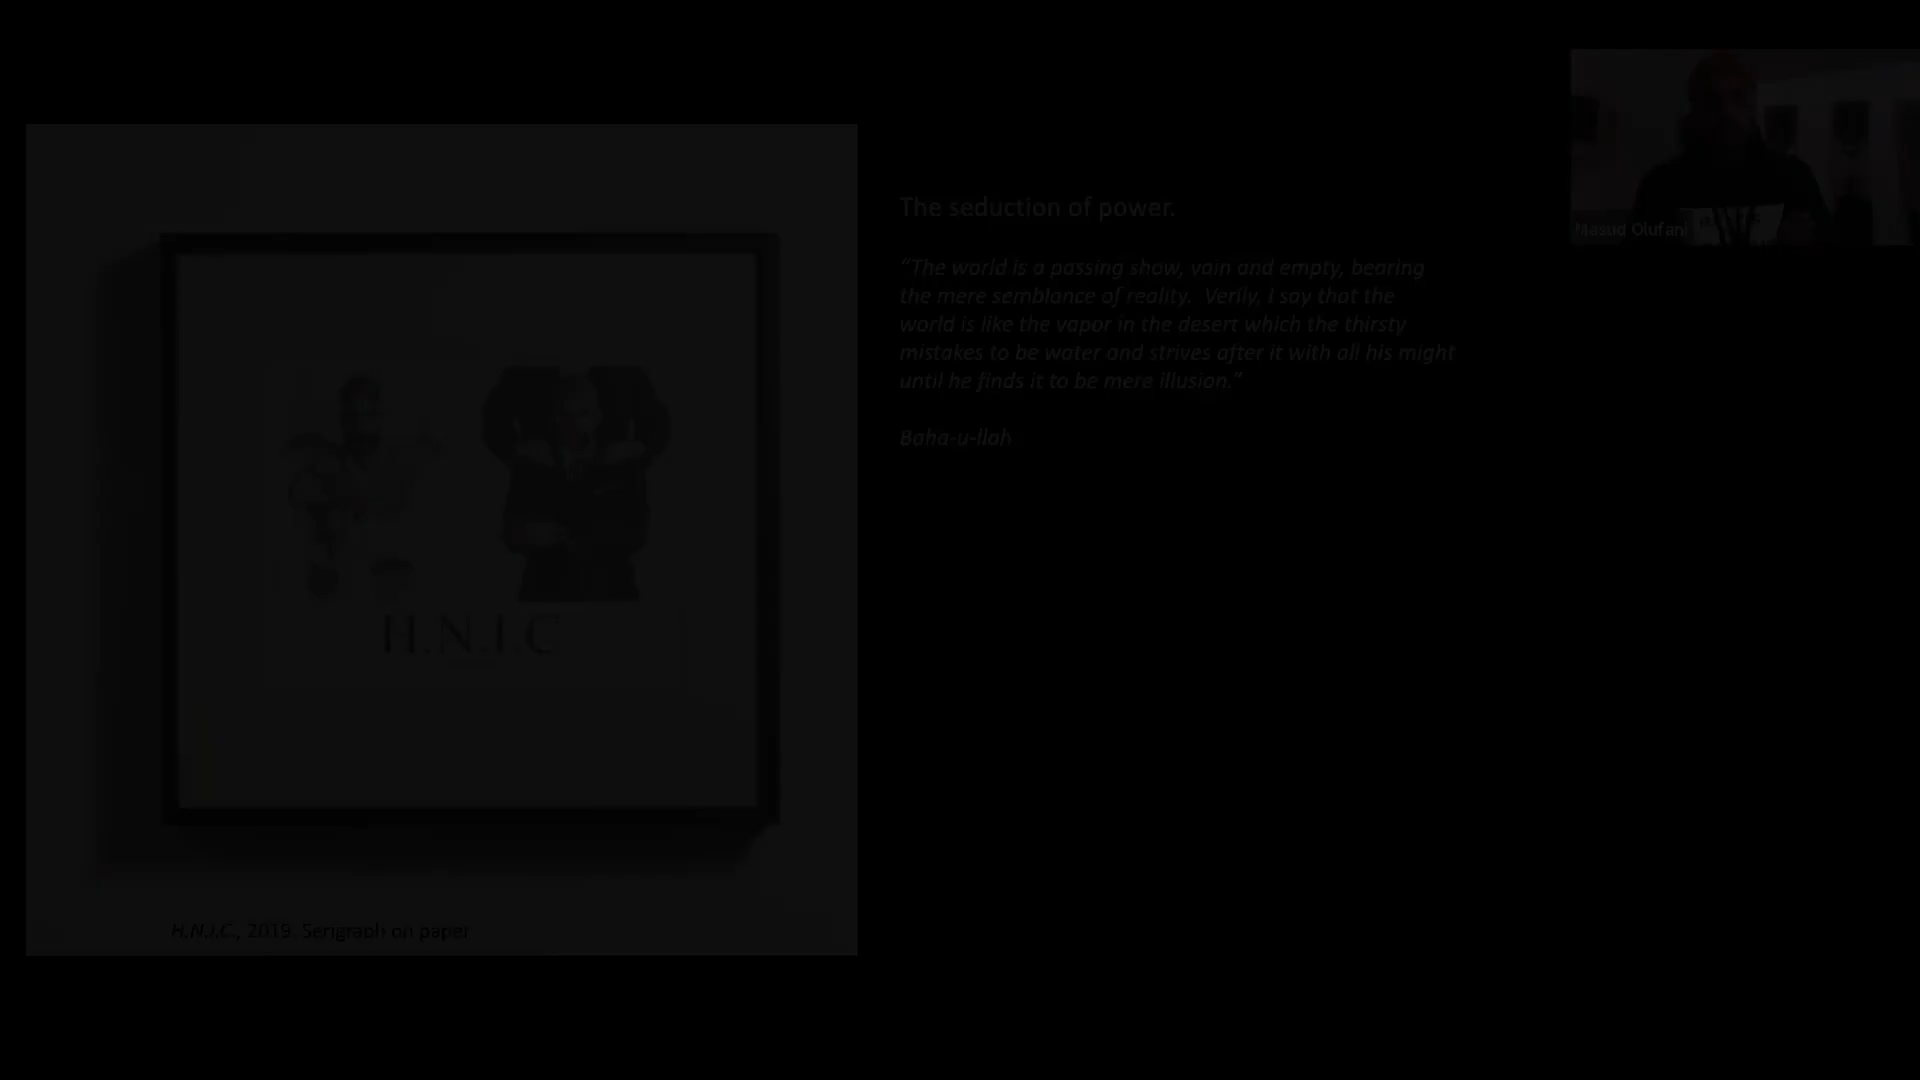 The seduction of power.
“The world is a passing show, vain and empty, bearing
the mere semblance of reality. Verily, I say that the
world is like the vapor in the desert which the thirsty
mistakes to be water and strives after it with all his might
until he finds it to be mere illusion.”
Baha-u-llah
Masud Olufani
H.N.I.C
H.N.I.C., 2019. Serigraph on paper